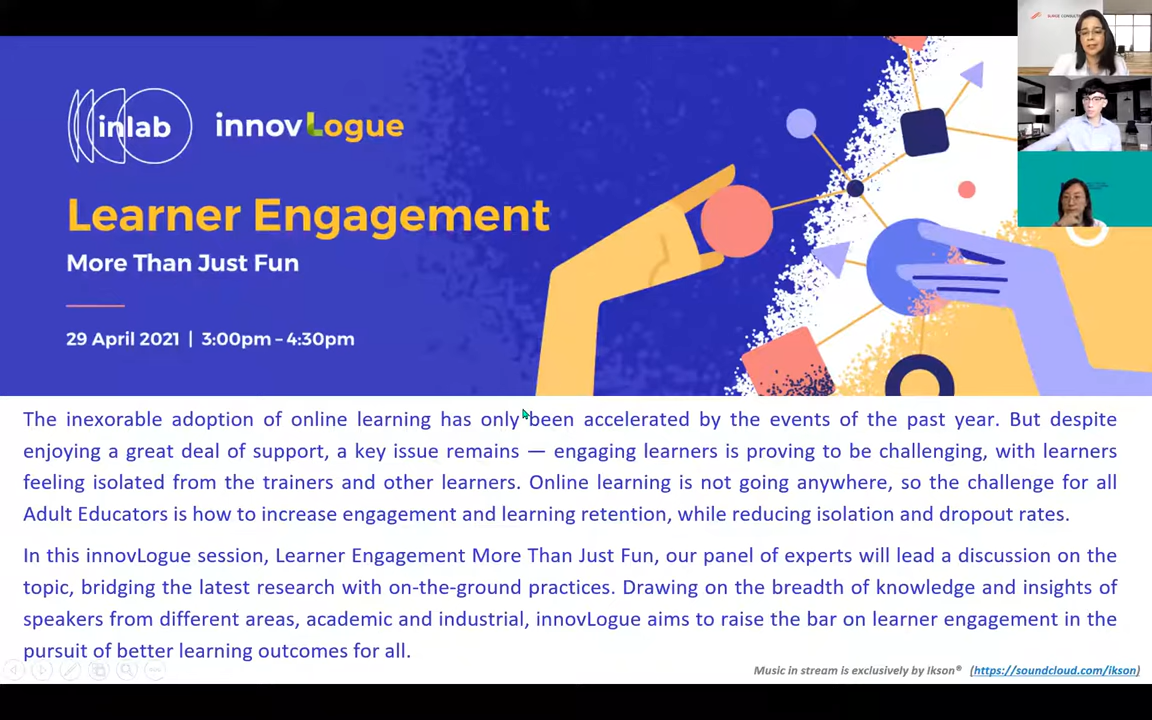 inlab
innovLogue
Learner Engagement
More Than Just Fun
29 April 2021 | 3:00pm – 4:30pm
The inexorable adoption of online learning has only been accelerated by the events of the past year. But despite
enjoying a great deal of support, a key issue remains — engaging learners is proving to be challenging, with learners
feeling isolated from the trainers and other learners. Online learning is not going anywhere, so the challenge for all
Adult Educators is how to increase engagement and learning retention, while reducing isolation and dropout rates.
In this innovLogue session, Learner Engagement More Than Just Fun, our panel of experts will lead a discussion on the
topic, bridging the latest research with on-the-ground practices. Drawing on the breadth of knowledge and insights of
speakers from different areas, academic and industrial, innovLogue aims to raise the bar on learner engagement in the
pursuit of better learning outcomes for all.
Music in stream is exclusively by Ikson® (https://soundcloud.com/ikson)